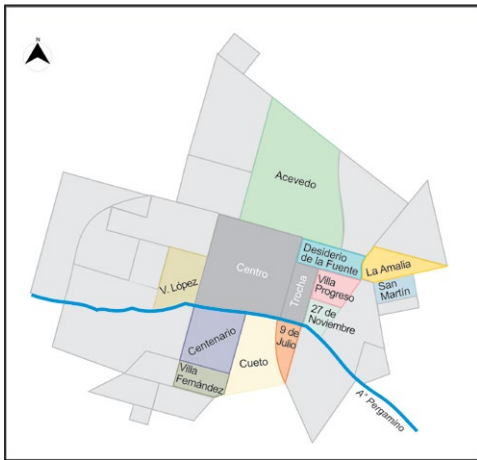 N
Acevedo
Desiderio
de la Fuente
La Amalia
Centro
Trocha
Villa
Progreso
San
Martín
V. López
27 de
Noviembre
9 de
Julio
Centenario
Cueto
Villa
Fernández
A° Pergamino